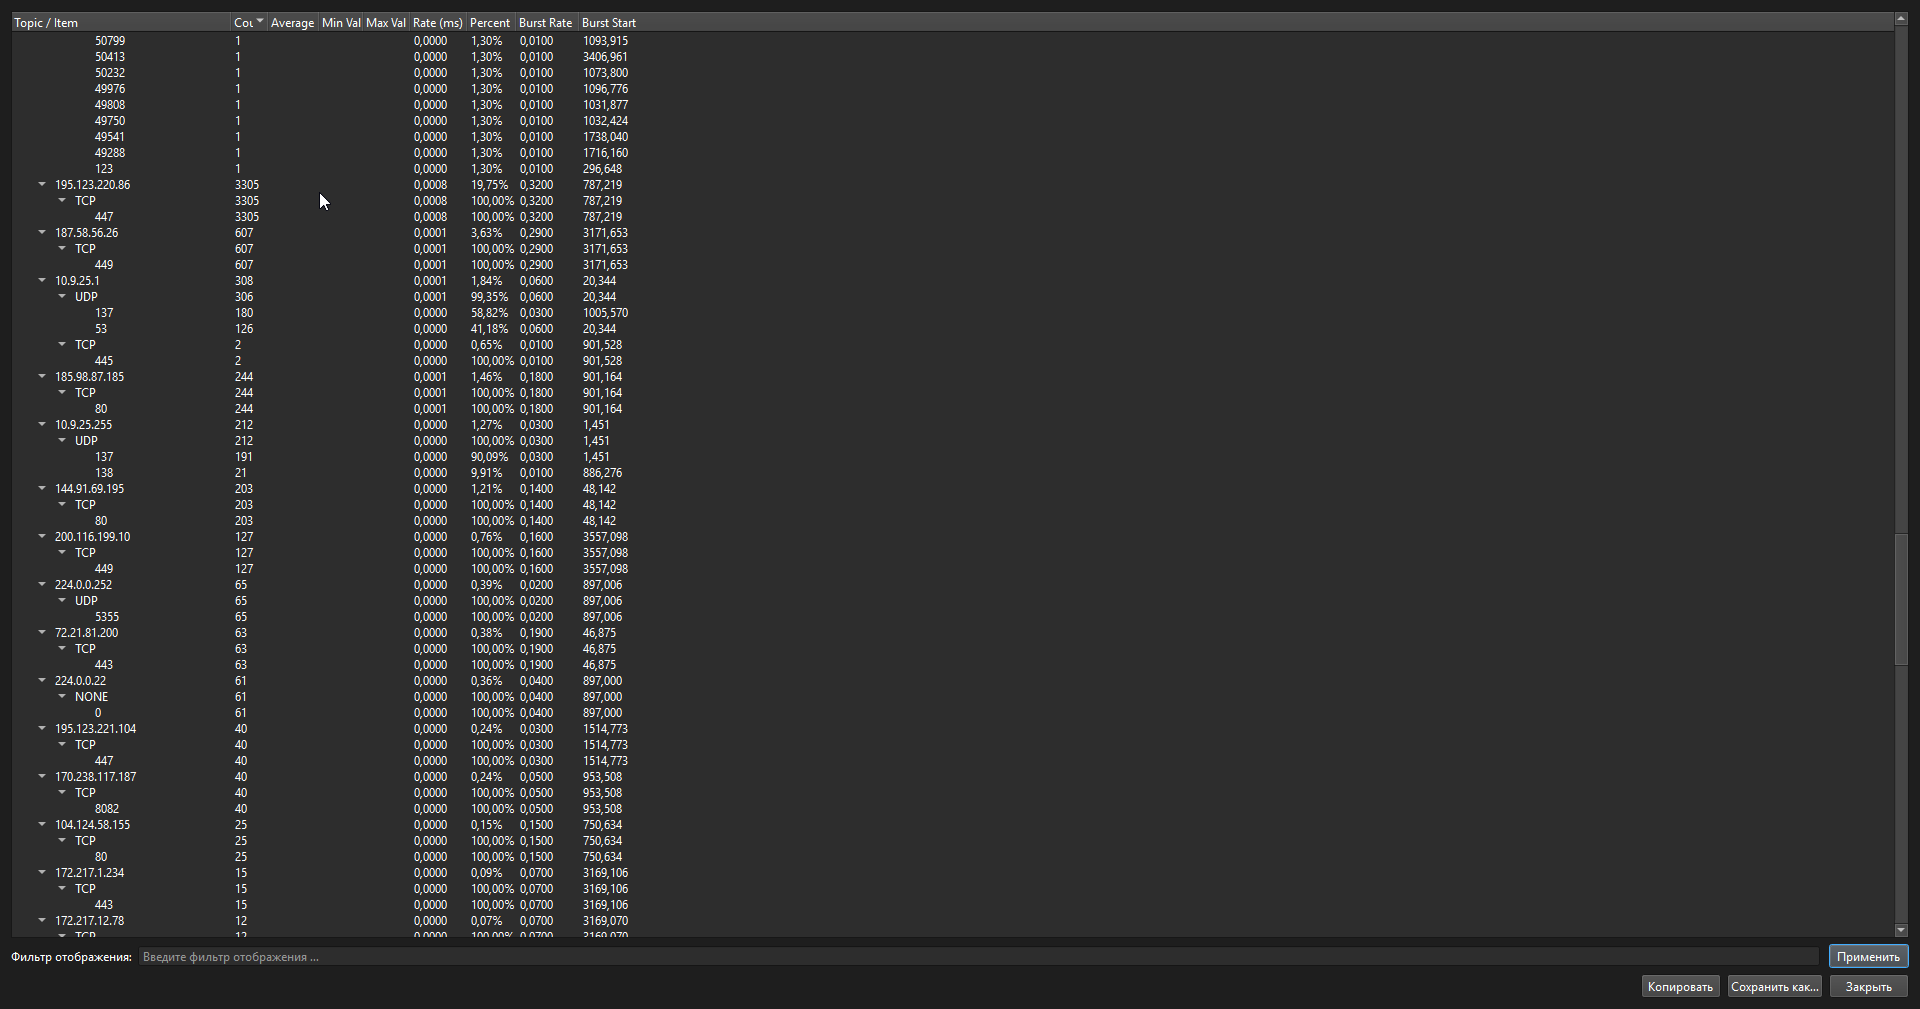 Topic / Item Cou Average Min Val Max Val Rate (ms) Percent Burst Rate Burst Start
50799 1 0,0000 1,30% 0,0100 1093,915
50413 1 0,0000 1,30% 0,0100 3406,961
50232 1 0,0000 1,30% 0,0100 1073,800
49976 1 0,0000 1,30% 0,0100 1096,776
49808 1 0,0000 1,30% 0,0100 1031,877
49750 1 0,0000 1,30% 0,0100 1032,424
49541 1 0,0000 1,30% 0,0100 1738,040
49288 1 0,0000 1,30% 0,0100 1716,160
123 1 0,0000 1,30% 0,0100 296,648
195.123.220.86 3305 0,0008 19,75% 0,3200 787,219
TCP 3305 0,0008 100,00% 0,3200 787,219
447 3305 0,0008 100,00% 0,3200 787,219
187.58.56.26 607 0,0001 3,63% 0,2900 3171,653
TCP 607 0,0001 100,00% 0,2900 3171,653
449 607 0,0001 100,00% 0,2900 3171,653
10.9.25.1 308 0,0001 1,84% 0,0600 20,344
UDP 306 0,0001 99,35% 0,0600 20,344
137 180 0,0000 58,82% 0,0300 1005,570
53 126 0,0000 41,18% 0,0600 20,344
TCP 2 0,0000 0,65% 0,0100 901,528
445 2 0,0000 100,00% 0,0100 901,528
185.98.87.185 244 0,0001 1,46% 0,1800 901,164
TCP 244 0,0001 100,00% 0,1800 901,164
80 244 0,0001 100,00% 0,1800 901,164
10.9.25.255 212 0,0000 1,27% 0,0300 1,451
UDP 212 0,0000 100,00% 0,0300 1,451
137 191 0,0000 90,09% 0,0300 1,451
138 21 0,0000 9,91% 0,0100 886,276
144.91.69.195 203 0,0000 1,21% 0,1400 48,142
TCP 203 0,0000 100,00% 0,1400 48,142
80 203 0,0000 100,00% 0,1400 48,142
200.116.199.10 127 0,0000 0,76% 0,1600 3557,098
TCP 127 0,0000 100,00% 0,1600 3557,098
449 127 0,0000 100,00% 0,1600 3557,098
224.0.0.252 65 0,0000 0,39% 0,0200 897,006
UDP 65 0,0000 100,00% 0,0200 897,006
5355 65 0,0000 100,00% 0,0200 897,006
72.21.81.200 63 0,0000 0,38% 0,1900 46,875
TCP 63 0,0000 100,00% 0,1900 46,875
443 63 0,0000 100,00% 0,1900 46,875
224.0.0.22 61 0,0000 0,36% 0,0400 897,000
NONE 61 0,0000 100,00% 0,0400 897,000
0 61 0,0000 100,00% 0,0400 897,000
195.123.221.104 40 0,0000 0,24% 0,0300 1514,773
TCP 40 0,0000 100,00% 0,0300 1514,773
447 40 0,0000 100,00% 0,0300 1514,773
170.238.117.187 40 0,0000 0,24% 0,0500 953,508
TCP 40 0,0000 100,00% 0,0500 953,508
8082 40 0,0000 100,00% 0,0500 953,508
104.124.58.155 25 0,0000 0,15% 0,1500 750,634
TCP 25 0,0000 100,00% 0,1500 750,634
80 25 0,0000 100,00% 0,1500 750,634
172.217.1.234 15 0,0000 0,09% 0,0700 3169,106
TCP 15 0,0000 100,00% 0,0700 3169,106
443 15 0,0000 100,00% 0,0700 3169,106
172.217.12.78 12 0,0000 0,07% 0,0700 3169,070
TCP 12 0,0000 100,00% 0,0700 3169,070
Фильтр отображения: Введите фильтр отображения ... Применить
Копировать Сохранить как... Закрыть